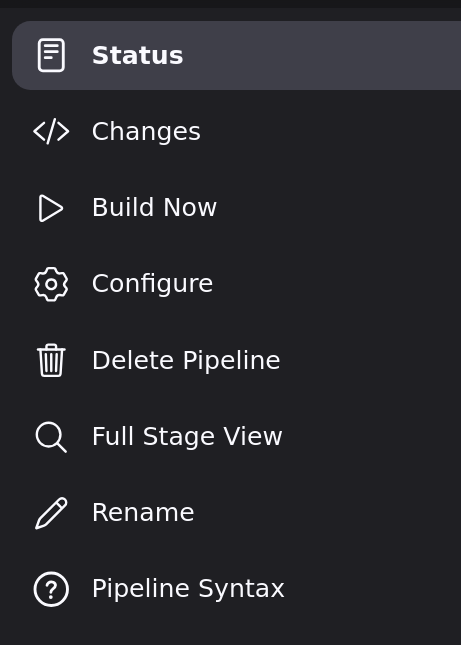 Status
Changes
Build Now
Configure
Delete Pipeline
Full Stage View
Rename
Pipeline Syntax